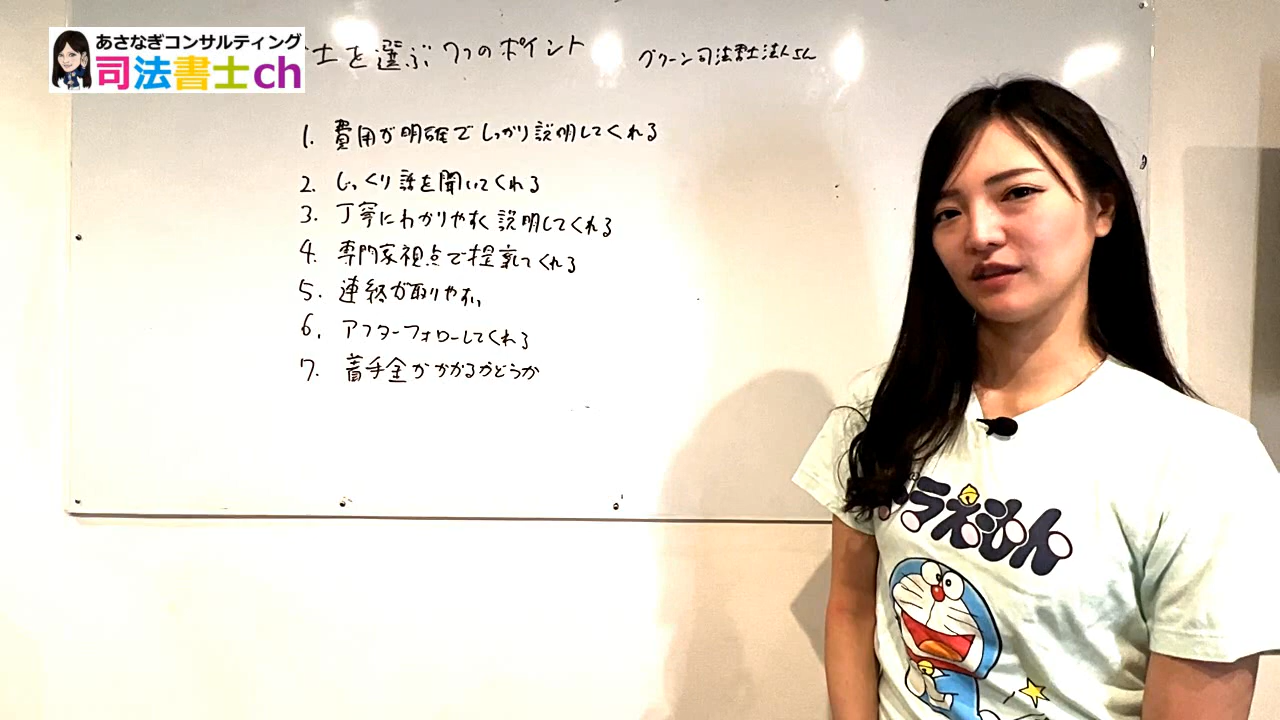 あさなぎコンサルティング
司法書士ch
士を選ぶ7つのポイント
グリーン司法書士法人さん
1. 費用が明確でしっかり説明してくれる
2. じっくり話を聞いてくれる
3. 丁寧にわかりやすく説明してくれる
4. 専門家視点で提案してくれる
5. 連絡が取りやすい
6. アフターフォローしてくれる
7. 着手金がかかるかどうか
ドラえもん